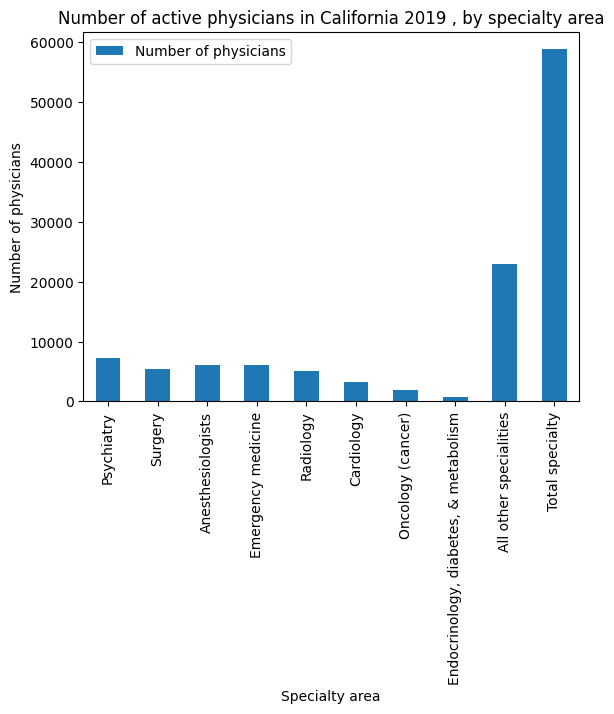 Number of active physicians in California 2019 , by specialty area
Number of physicians
Number of physicians
60000
50000
40000
30000
20000
10000
0
Psychiatry
Surgery
Anesthesiologists
Emergency medicine
Radiology
Cardiology
Oncology (cancer)
Endocrinology, diabetes, & metabolism
All other specialities
Total specialty
Specialty area